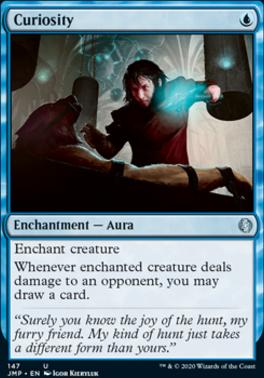 Curiosity
Enchantment — Aura
Enchant creature
Whenever enchanted creature deals
damage to an opponent, you may
draw a card.
“Surely you know the joy of the hunt, my
furry friend. My kind of hunt just takes
a different form than yours.”
147 U
JMP • EN Igor Kieryluk
™ & © 2020 Wizards of the Coast